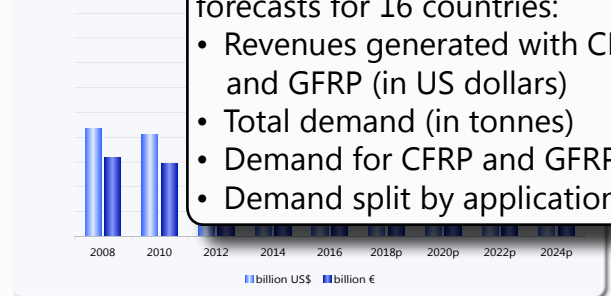 forecasts for 16 countries:
• Revenues generated with
and GFRP (in US dollars)
• Total demand (in tonnes)
• Demand for CFRP and GFRP
• Demand split by application
2008 2010 2012 2014 2016 2018p 2020p 2022p 2024p
billion US$ billion €